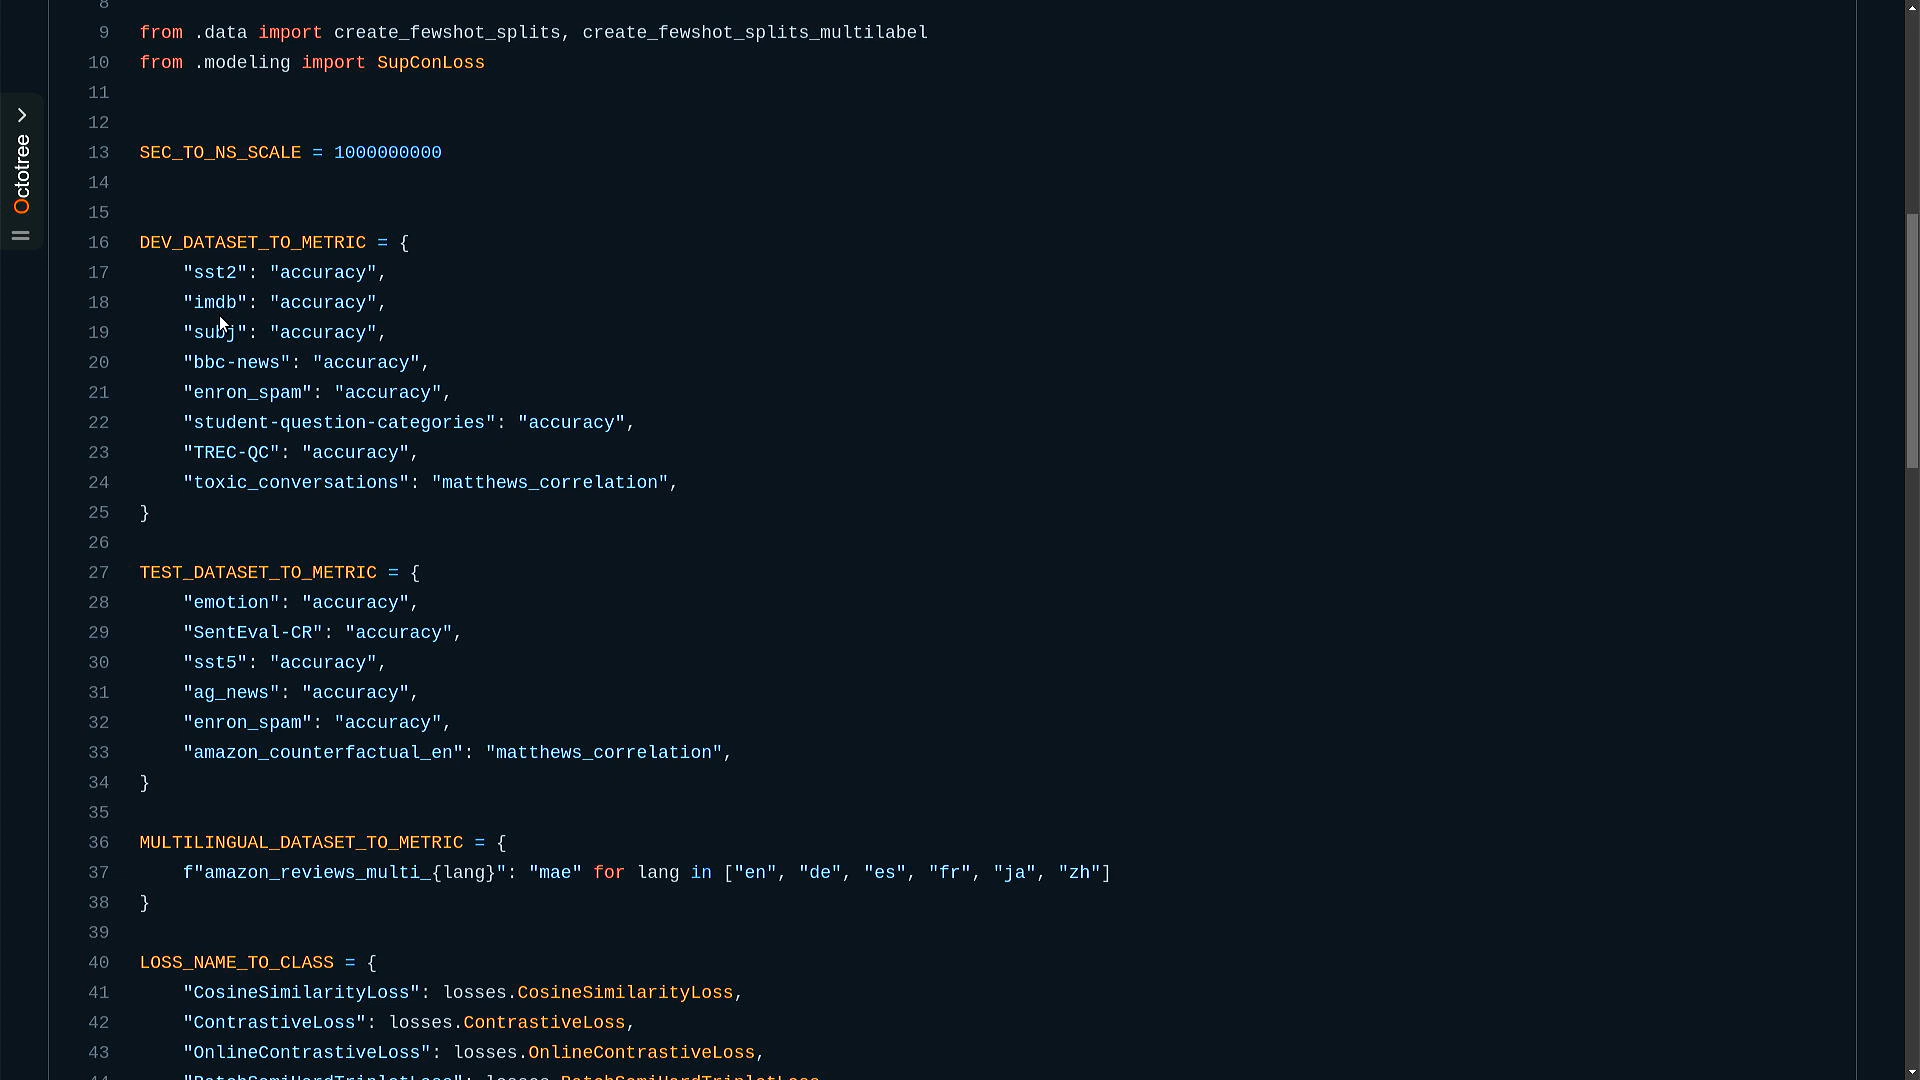 Octotree
8
9 from .data import create_fewshot_splits, create_fewshot_splits_multilabel
10 from .modeling import SupConLoss
11
12
13 SEC_TO_NS_SCALE = 1000000000
14
15
16 DEV_DATASET_TO_METRIC = {
17     "sst2": "accuracy",
18     "imdb": "accuracy",
19     "subj": "accuracy",
20     "bbc-news": "accuracy",
21     "enron_spam": "accuracy",
22     "student-question-categories": "accuracy",
23     "TREC-QC": "accuracy",
24     "toxic_conversations": "matthews_correlation",
25 }
26
27 TEST_DATASET_TO_METRIC = {
28     "emotion": "accuracy",
29     "SentEval-CR": "accuracy",
30     "sst5": "accuracy",
31     "ag_news": "accuracy",
32     "enron_spam": "accuracy",
33     "amazon_counterfactual_en": "matthews_correlation",
34 }
35
36 MULTILINGUAL_DATASET_TO_METRIC = {
37     f"amazon_reviews_multi_{lang}": "mae" for lang in ["en", "de", "es", "fr", "ja", "zh"]
38 }
39
40 LOSS_NAME_TO_CLASS = {
41     "CosineSimilarityLoss": losses.CosineSimilarityLoss,
42     "ContrastiveLoss": losses.ContrastiveLoss,
43     "OnlineContrastiveLoss": losses.OnlineContrastiveLoss,
44     "BatchSemiHardTripletLoss": losses.BatchSemiHardTripletLoss,